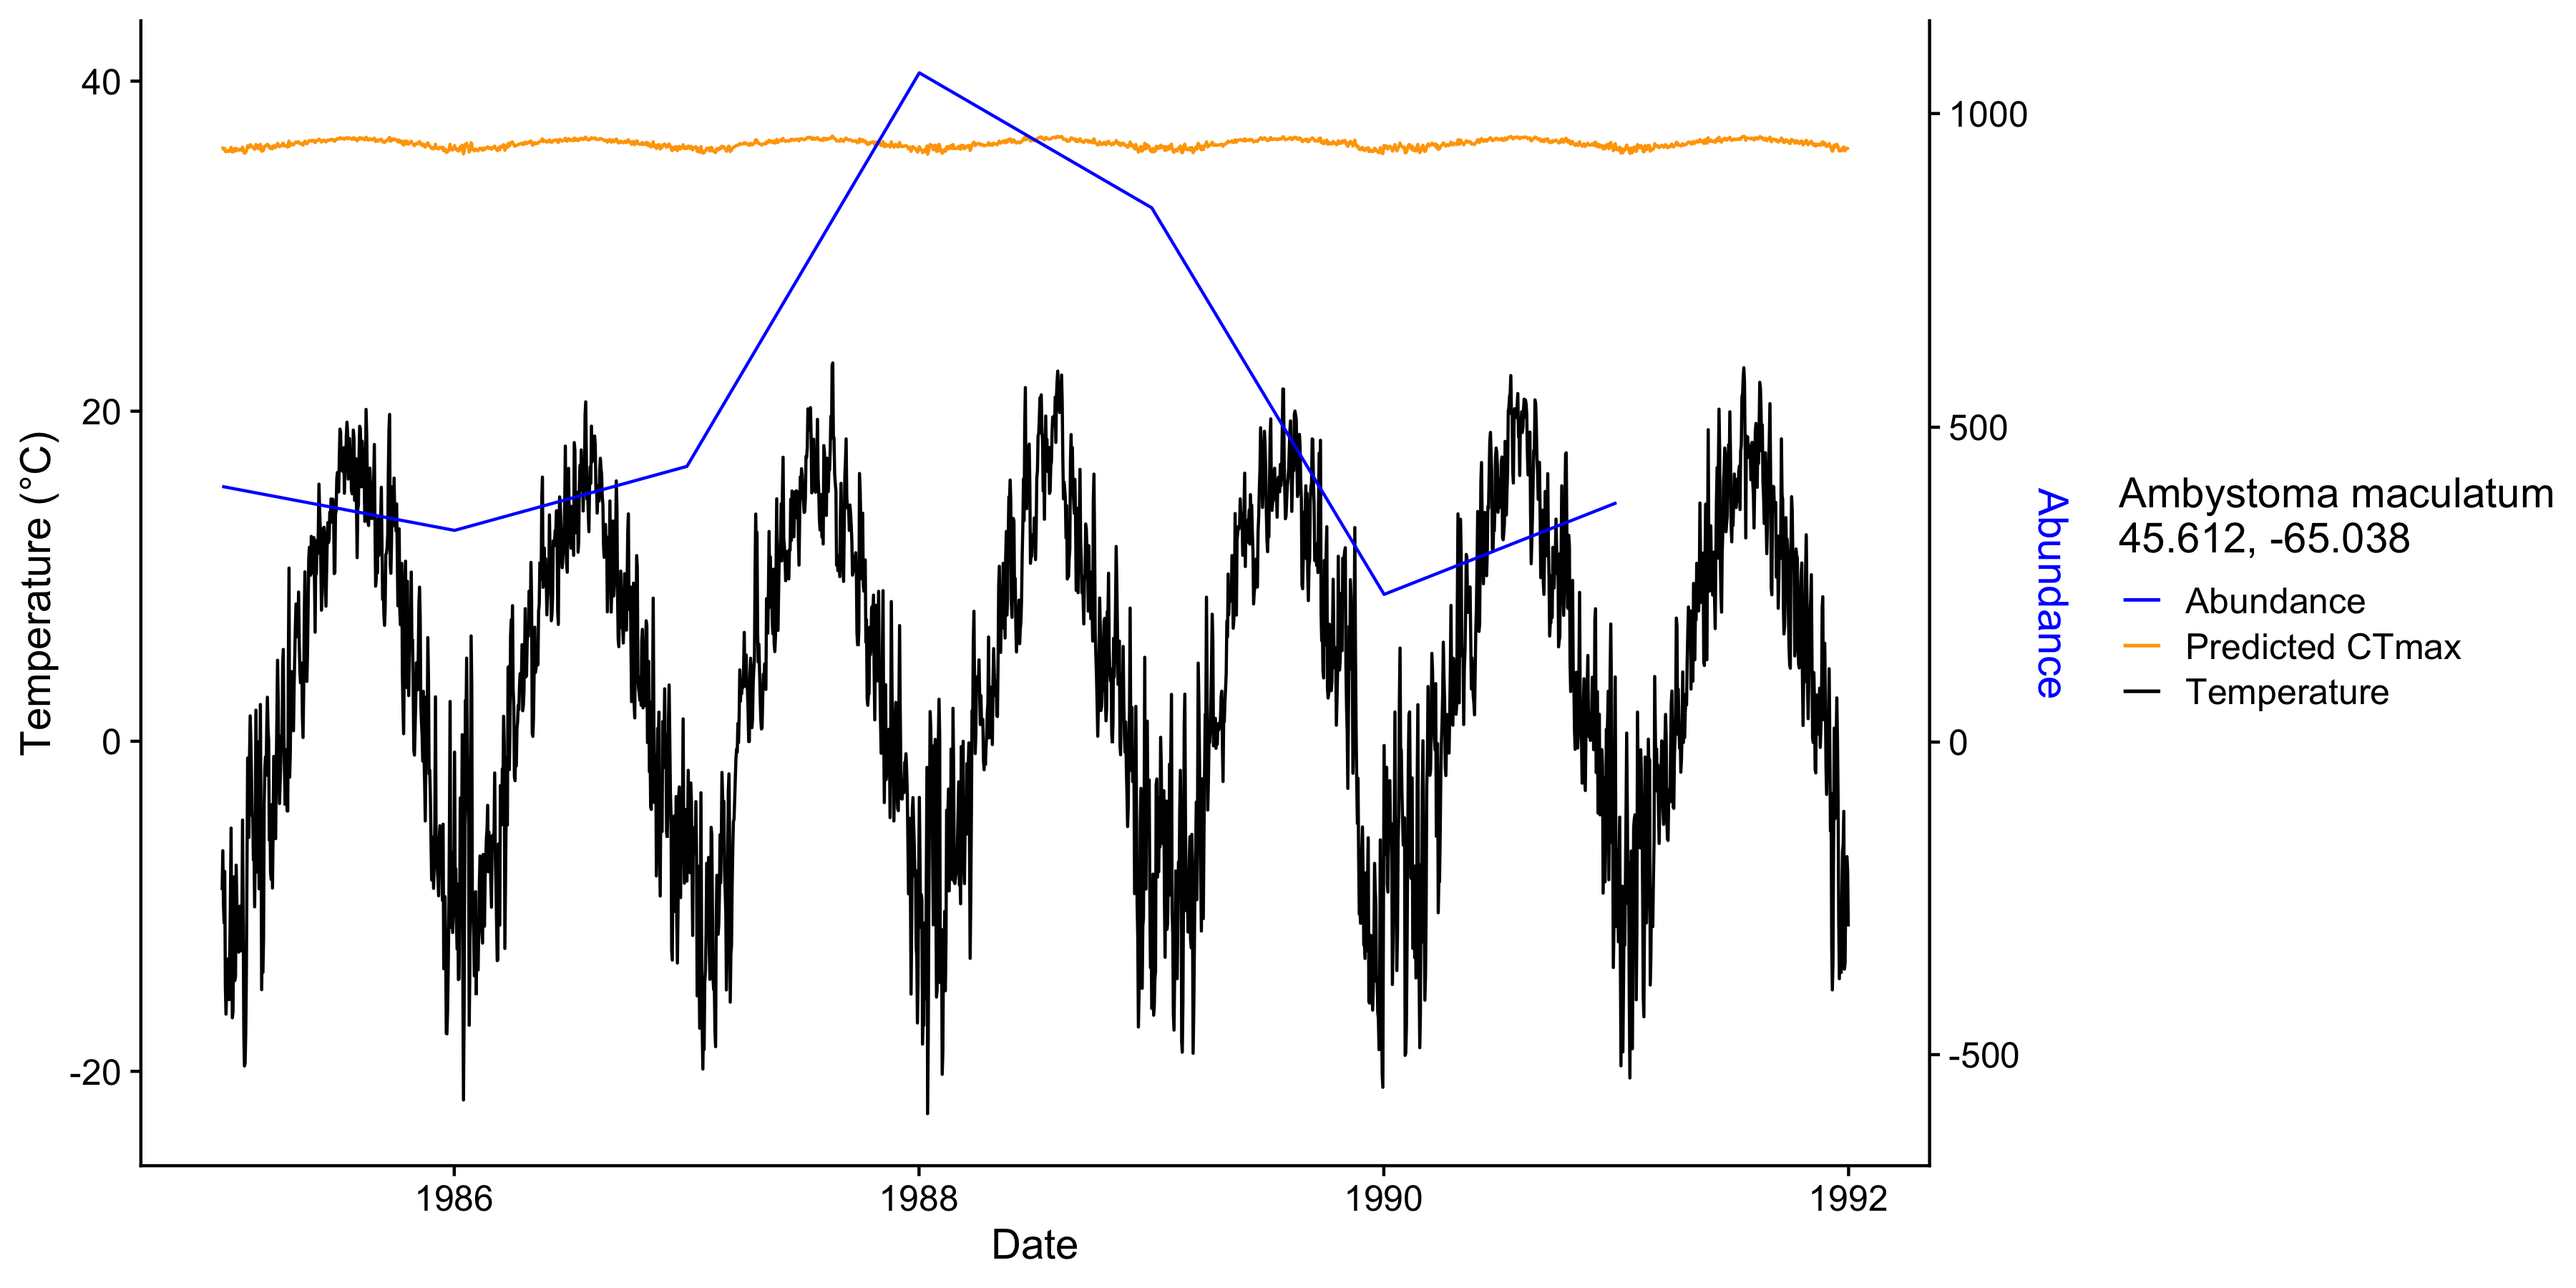 40
20
0
-20
Temperature (°C)
1986
1988
1990
1992
Date
1000
500
0
-500
Abundance
Ambystoma maculatum
45.612, -65.038
Abundance
Predicted CTmax
Temperature